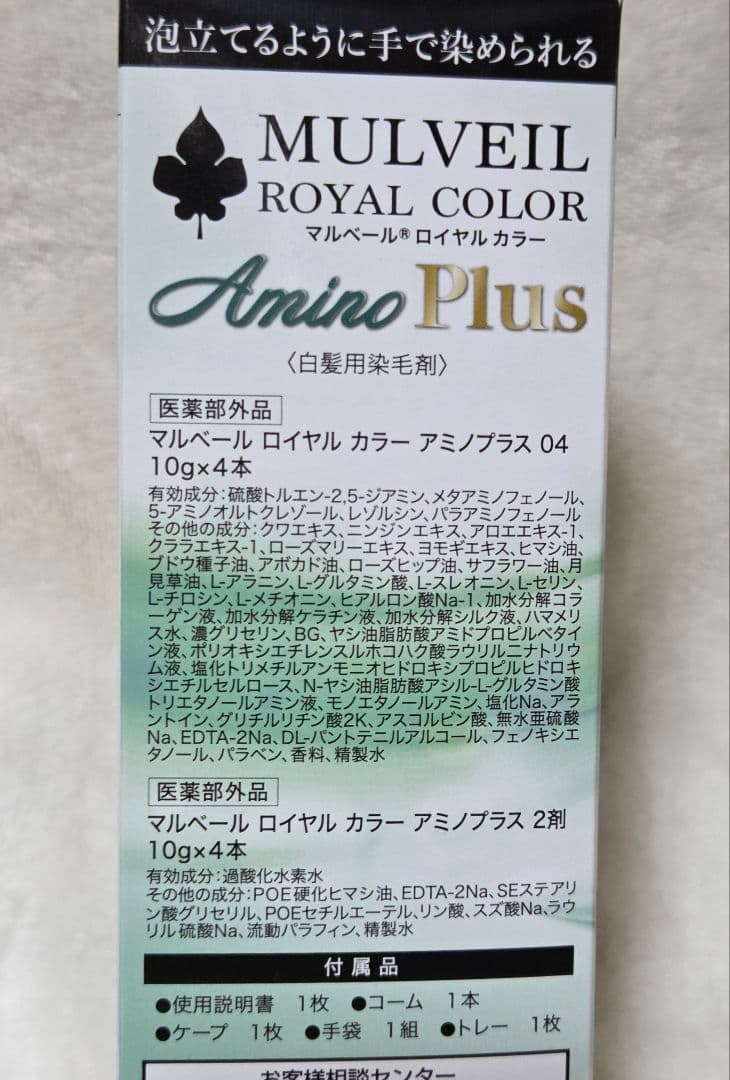 泡立てるように手で染められる
MULVEIL
ROYAL COLOR
マルベール® ロイヤル カラー
Amino Plus
〈白髪用染毛剤〉
医薬部外品
マルベール ロイヤル カラー アミノプラス 04
10g×4本
有効成分:硫酸トルエン-2,5-ジアミン、メタアミノフェノール、
5-アミノオルトクレゾール、レゾルシン、パラアミノフェノール
その他の成分:クワエキス、ニンジンエキス、アロエエキス-1、
クララエキス-1、ローズマリーエキス、ヨモギエキス、ヒマシ油、
ブドウ種子油、アボカド油、ローズヒップ油、サフラワー油、月
見草油、L-アラニン、L-グルタミン酸、L-スレオニン、L-セリン、
L-チロシン、L-メチオニン、ヒアルロン酸Na-1、加水分解コラ
ーゲン液、加水分解ケラチン液、加水分解シルク液、ハマメリ
ス水、濃グリセリン、BG、ヤシ油脂肪酸アミドプロピルベタイ
ン液、ポリオキシエチレンスルホコハク酸ラウリル二ナトリウ
ム液、塩化トリメチルアンモニオヒドロキシプロピルヒドロキ
シエチルセルロース、N-ヤシ油脂肪酸アシル-L-グルタミン酸
トリエタノールアミン液、モノエタノールアミン、塩化Na、アラ
ントイン、グリチルリチン酸2K、アスコルビン酸、無水亜硫酸
Na、EDTA-2Na、DL-パントテニルアルコール、フェノキシエ
タノール、パラベン、香料、精製水
医薬部外品
マルベール ロイヤル カラー アミノプラス 2剤
10g×4本
有効成分:過酸化水素水
その他の成分:POE硬化ヒマシ油、EDTA-2Na、SEステアリ
ン酸グリセリル、POEセチルエーテル、リン酸、スズ酸Na、ラウ
リル硫酸Na、流動パラフィン、精製水
付属品
●使用説明書 1枚 ●コーム 1本
●ケープ 1枚 ●手袋 1組 ●トレー 1枚
お客様相談センター